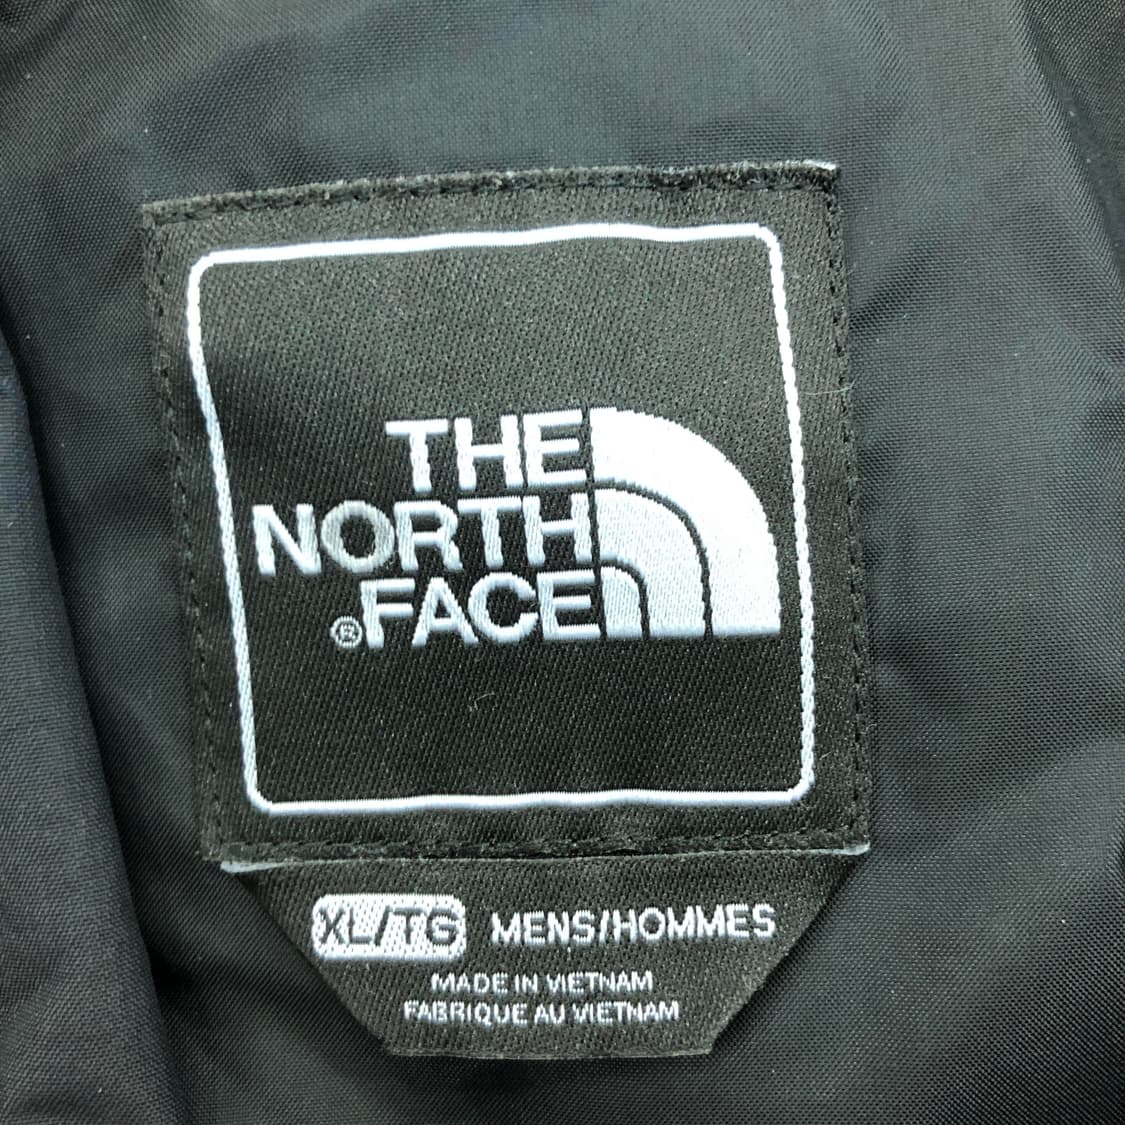 THE
NORTH
®FACE
XL/TG MENS/HOMMES
MADE IN VIETNAM
FABRIQUE AU VIETNAM